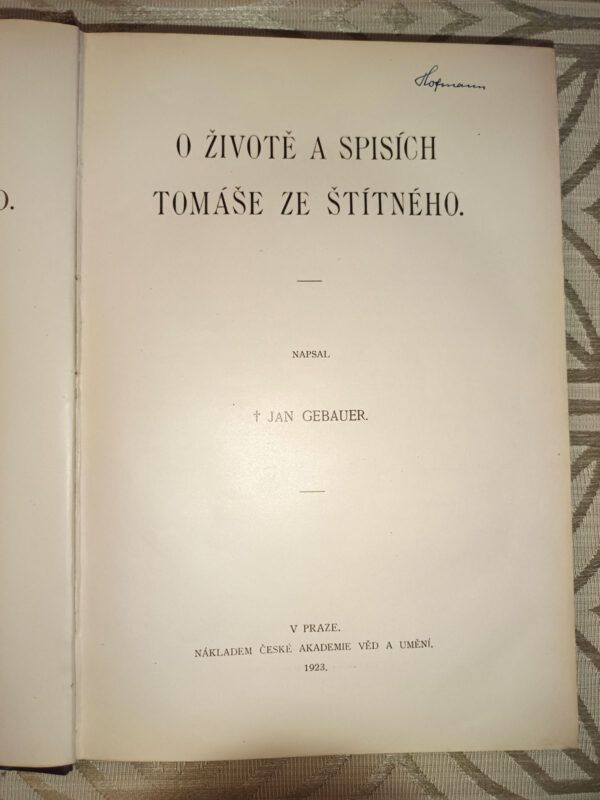 Hofmann
O ŽIVOTĚ A SPISÍCH
TOMÁŠE ZE ŠTÍTNÉHO.
NAPSAL
† JAN GEBAUER.
V PRAZE.
NÁKLADEM ČESKÉ AKADEMIE VĚD A UMĚNÍ.
1923.
O.